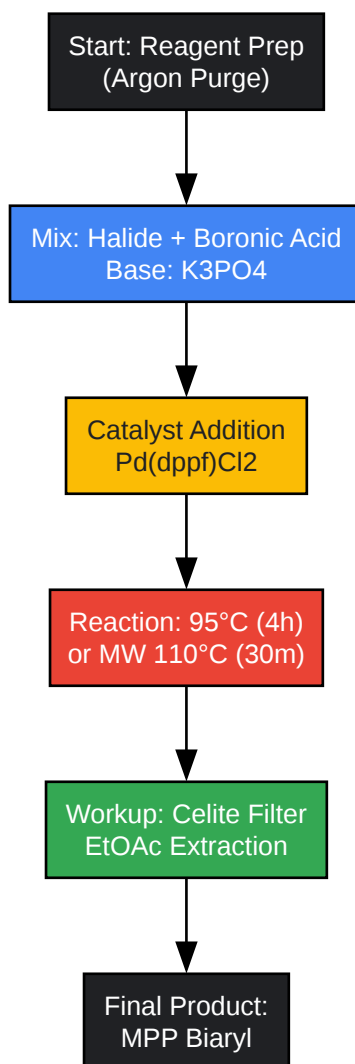 Start: Reagent Prep
(Argon Purge)
Mix: Halide + Boronic Acid
Base: K3PO4
Catalyst Addition
Pd(dppf)Cl2
Reaction: 95°C (4h)
or MW 110°C (30m)
Workup: Celite Filter
EtOAc Extraction
Final Product:
MPP Biaryl